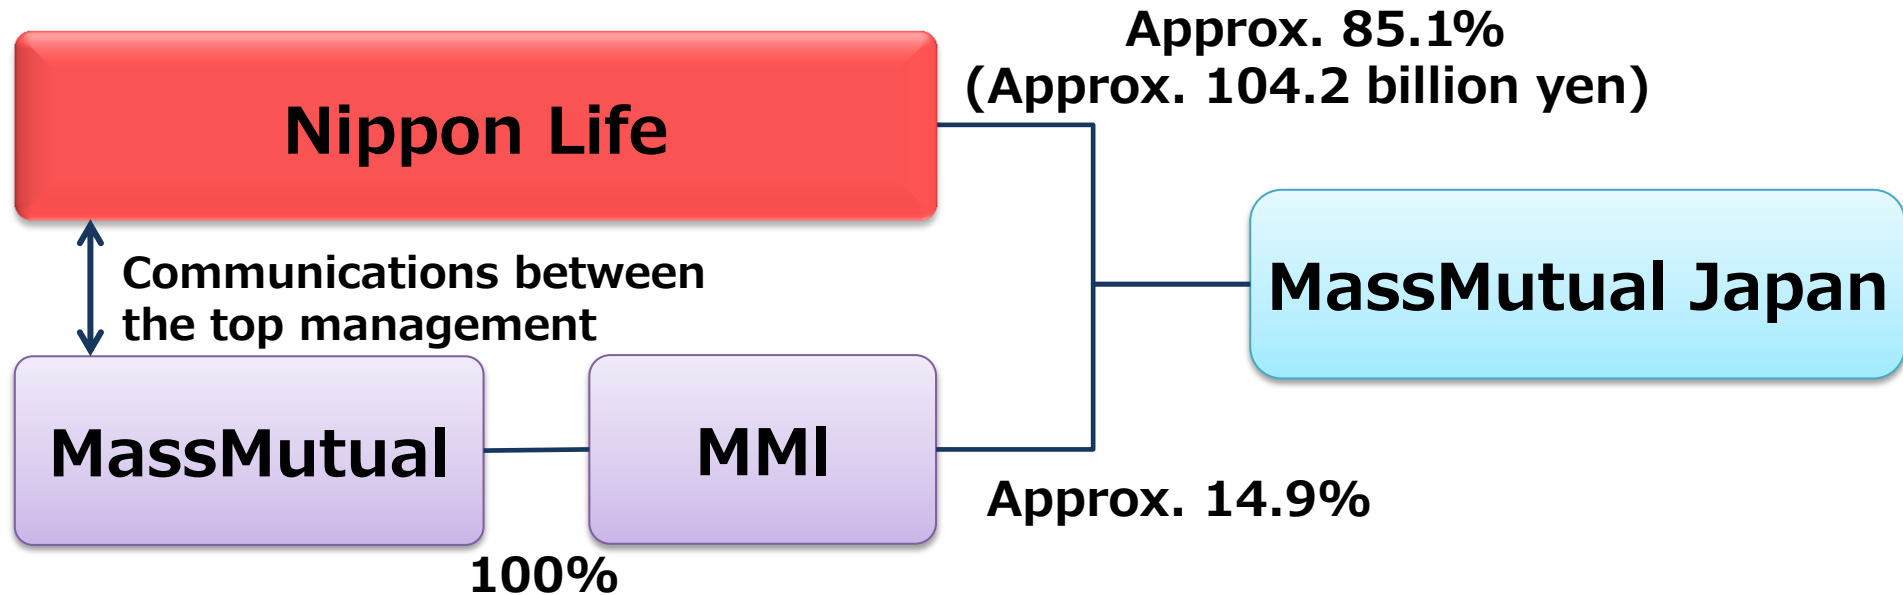 Approx. 85.1%
(Approx. 104.2 billion yen)
Nippon Life
Communications between
the top management
MassMutual Japan
MassMutual
MMl
Approx. 14.9%
100%